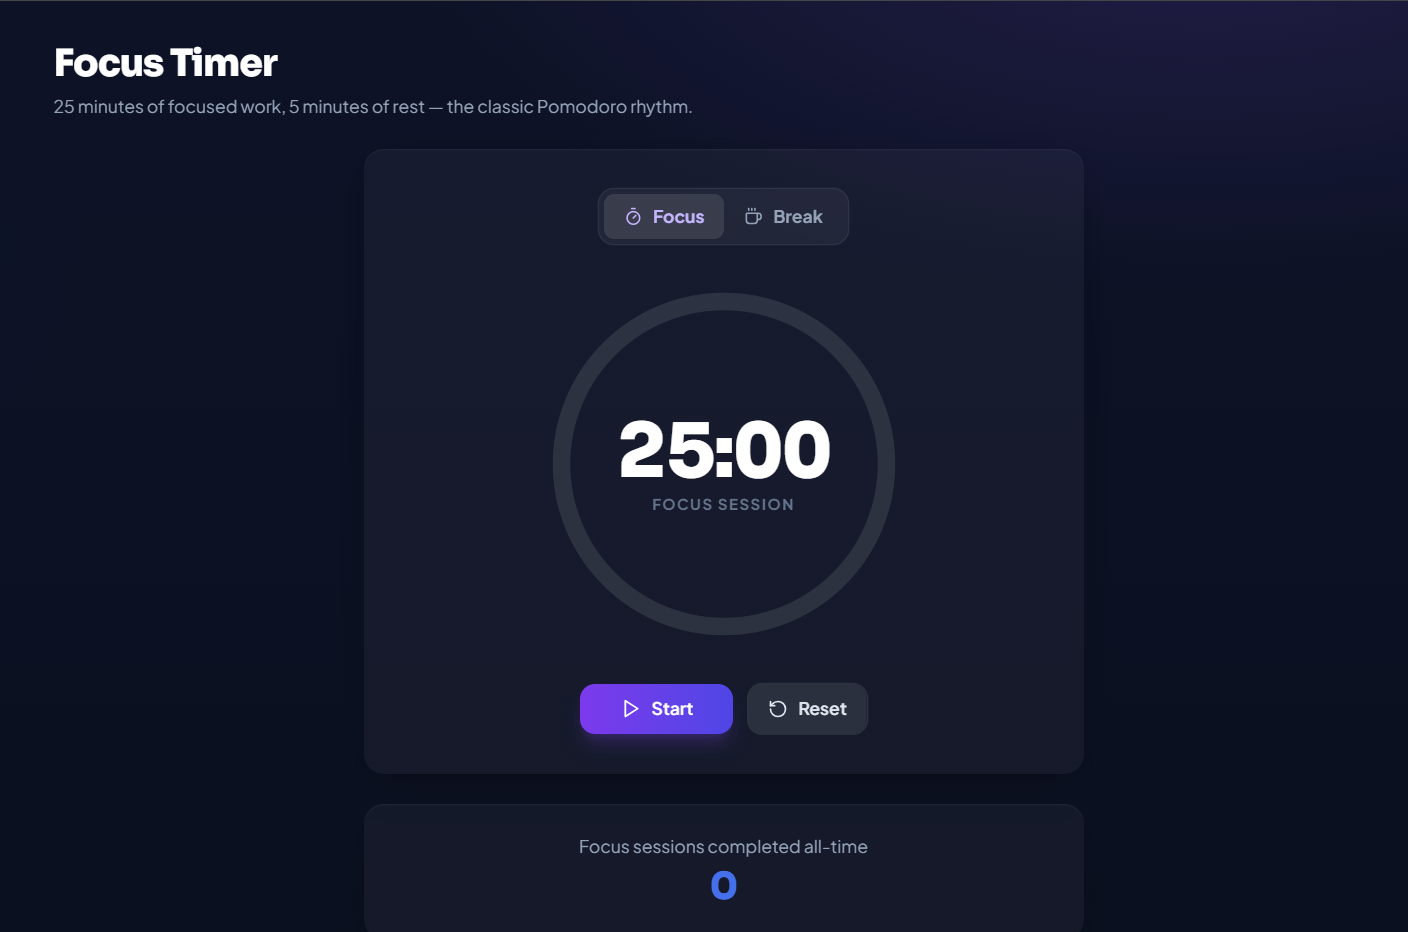 Focus Timer
25 minutes of focused work, 5 minutes of rest — the classic Pomodoro rhythm.
Focus
Break
25:00
FOCUS SESSION
Start
Reset
Focus sessions completed all-time
0